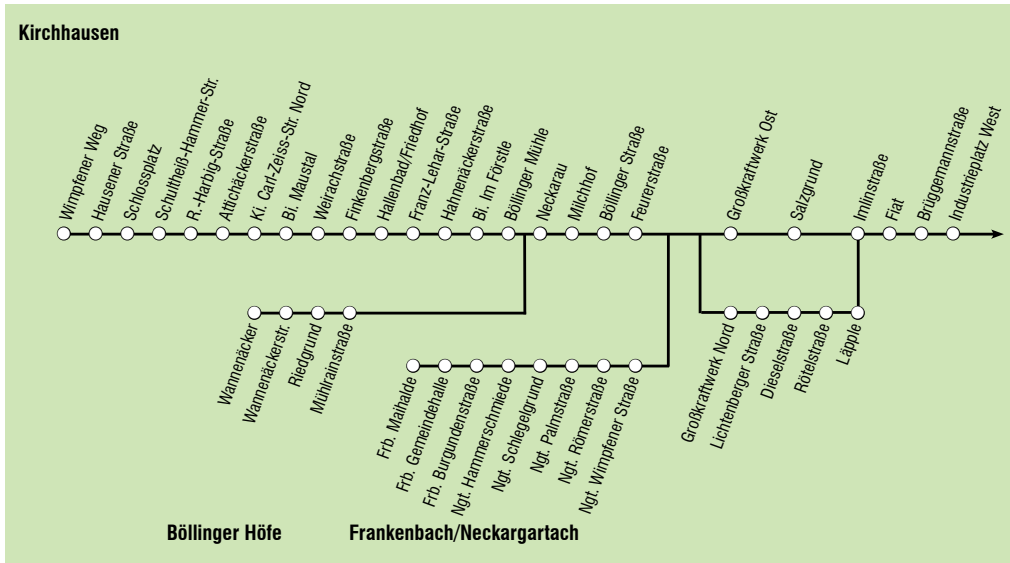 Kirchhausen
Wimpfener Weg
Hausener Straße
Schlossplatz
Schultheiß-Hammer-Str.
R.-Harbig-Straße
Attichäckerstraße
Ki. Carl-Zeiss-Str. Nord
Bi. Maustal
Weirachstraße
Finkenbergstraße
Hallenbad/Friedhof
Franz-Lehar-Straße
Hahnenäckerstraße
Bi. Im Förstle
Böllinger Mühle
Neckarau
Milchhof
Böllinger Straße
Feurerstraße
Großkraftwerk Ost
Salzgrund
Imlinstraße
Fiat
Brüggemannstraße
Industrieplatz West
Wannenäcker
Wannenäckerstr.
Riedgrund
Mühlrainstraße
Frb. Maihalde
Frb. Gemeindehalle
Frb. Burgundenstraße
Ngt. Hammerschmiede
Ngt. Schlegelgrund
Ngt. Palmstraße
Ngt. Römerstraße
Ngt. Wimpfener Straße
Großkraftwerk Nord
Lichtenberger Straße
Dieselstraße
Rötelstraße
Läpple
Böllinger Höfe
Frankenbach/Neckargartach